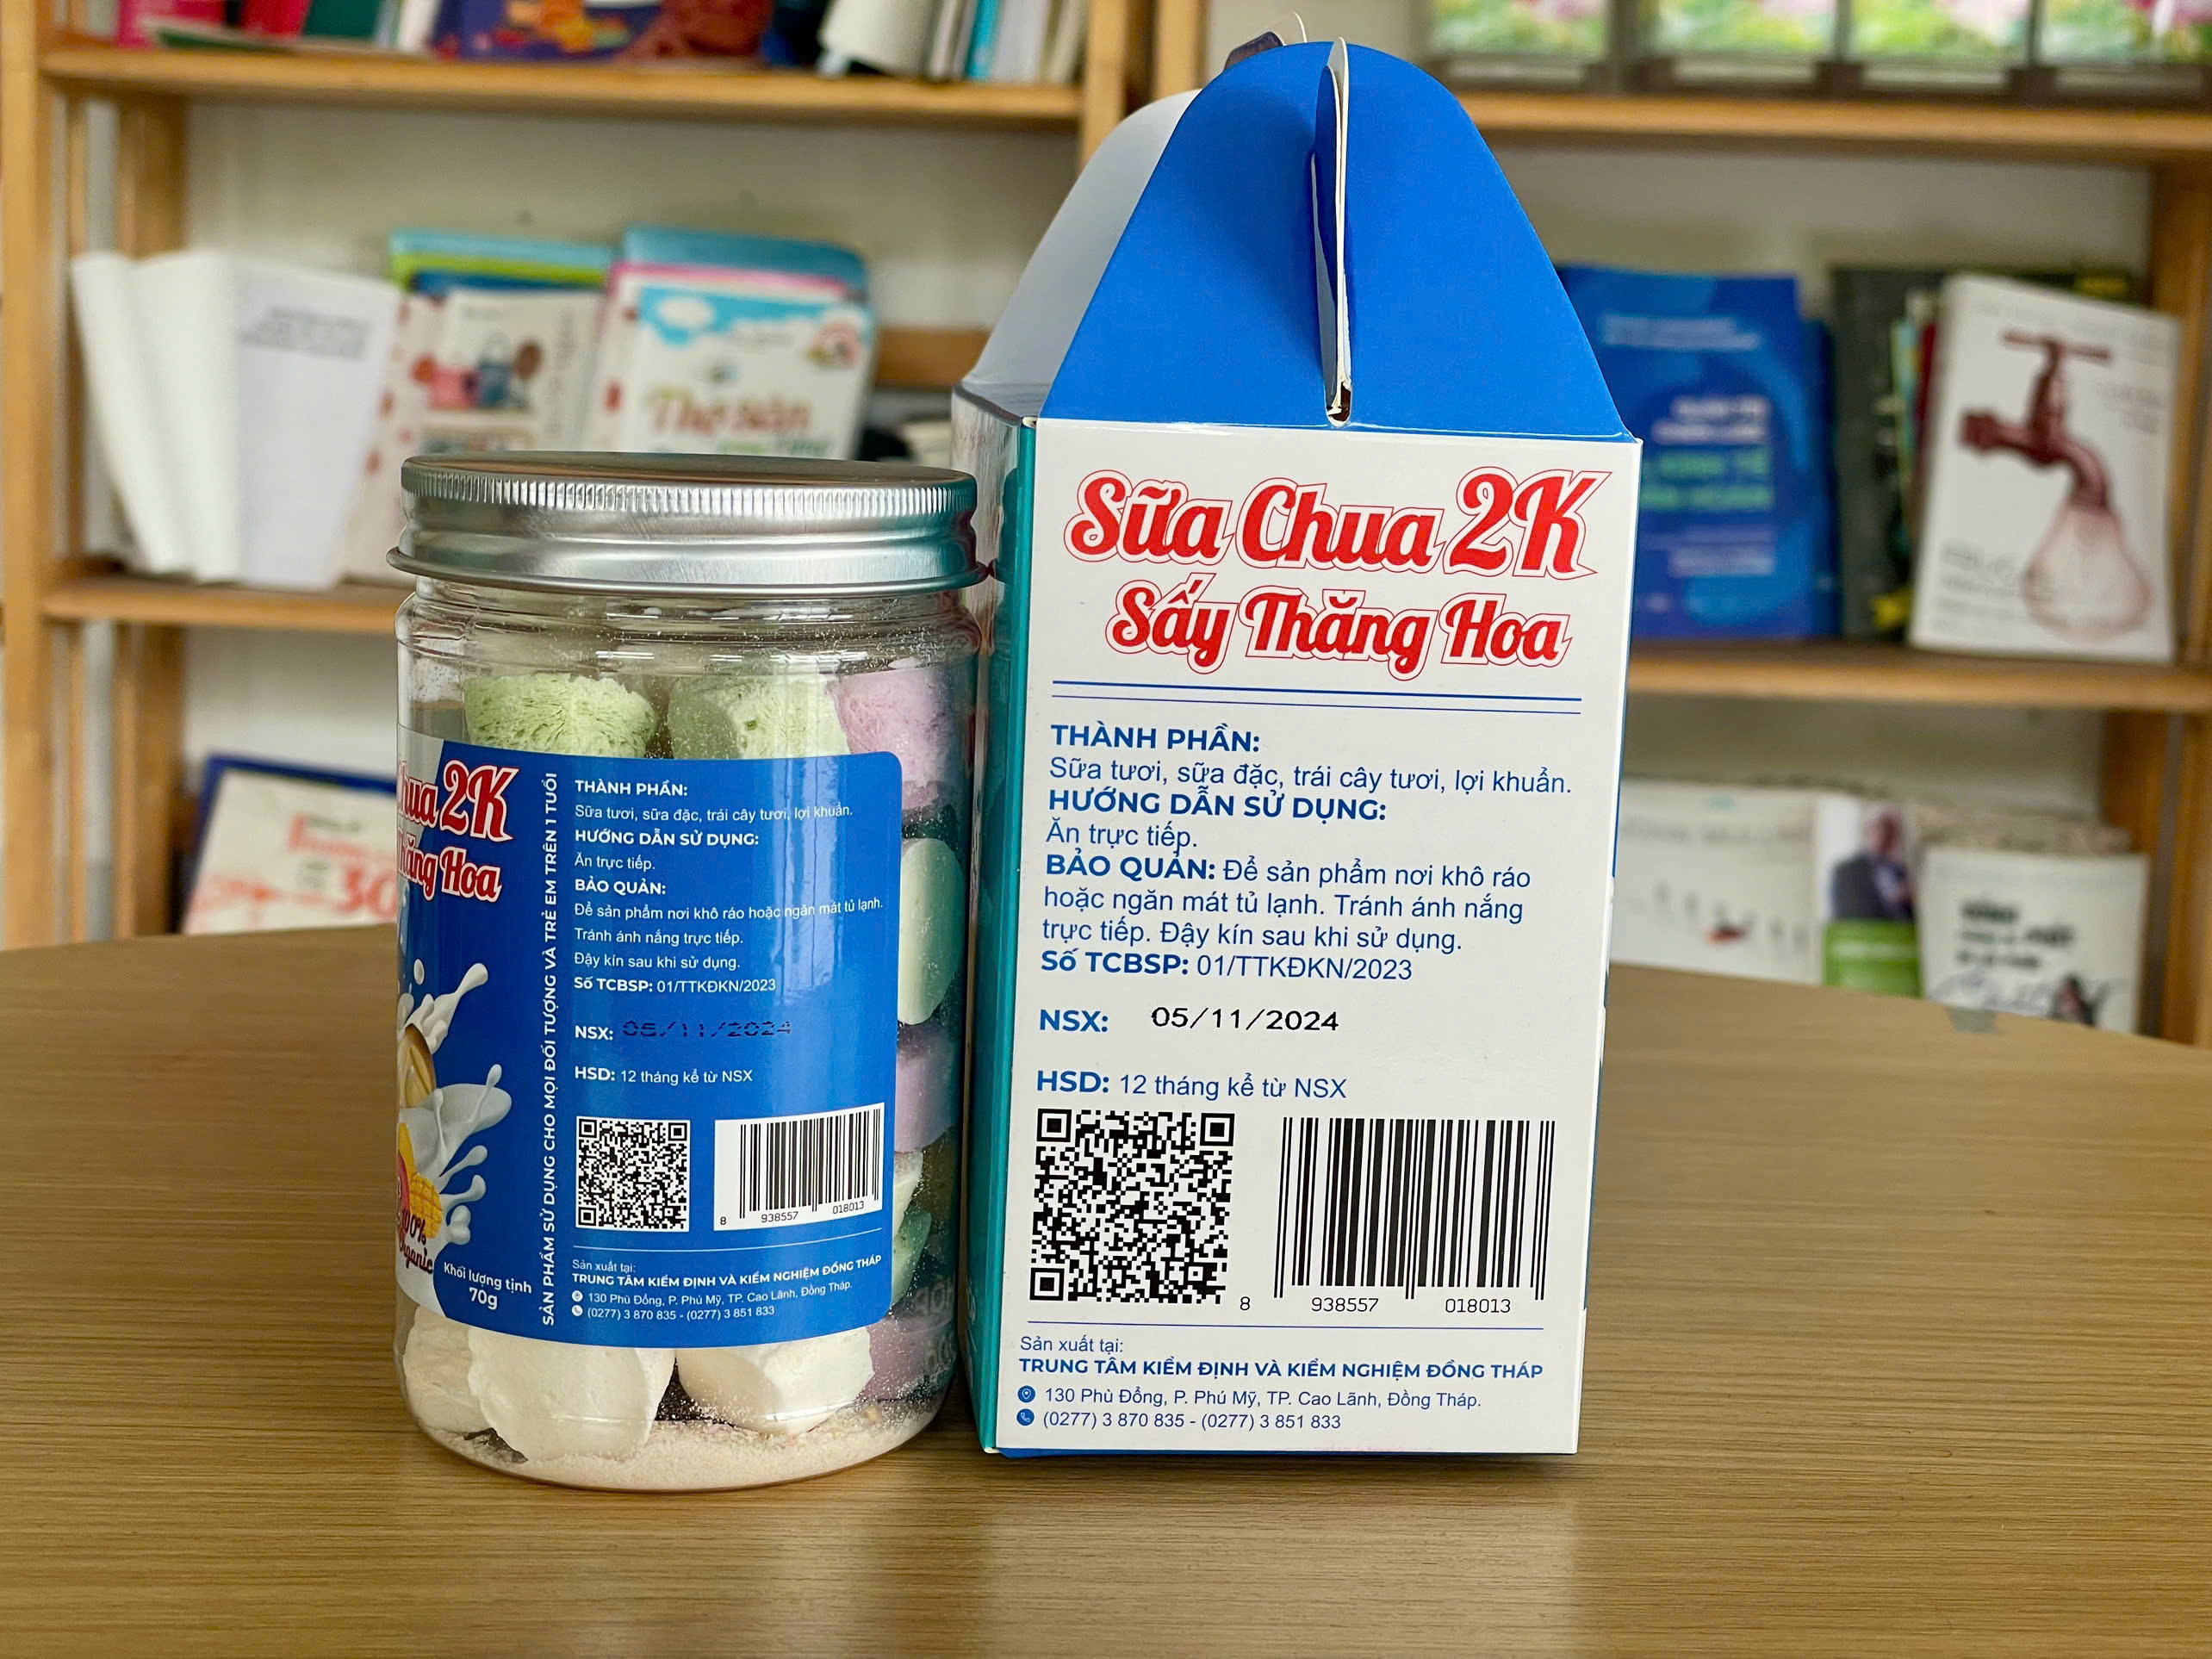 hua 2K
Thăng Hoa
100%
Organic
Khối lượng tịnh
70g
SẢN PHẨM SỬ DỤNG CHO MỌI ĐỐI TƯỢNG VÀ TRẺ EM TRÊN 1 TUỔI
THÀNH PHẦN:
Sữa tươi, sữa đặc, trái cây tươi, lợi khuẩn.
HƯỚNG DẪN SỬ DỤNG:
Ăn trực tiếp.
BẢO QUẢN:
Để sản phẩm nơi khô ráo hoặc ngăn mát tủ lạnh.
Tránh ánh nắng trực tiếp.
Đậy kín sau khi sử dụng.
Số TCBSP: 01/TTKĐKN/2023
NSX: 05/11/2024
HSD: 12 tháng kể từ NSX
8 938557 018013
Sản xuất tại:
TRUNG TÂM KIỂM ĐỊNH VÀ KIỂM NGHIỆM ĐỒNG THÁP
130 Phù Đổng, P. Phú Mỹ, TP. Cao Lãnh, Đồng Tháp.
(0277) 3 870 835 - (0277) 3 851 833
Sữa Chua 2K
Sấy Thăng Hoa
THÀNH PHẦN:
Sữa tươi, sữa đặc, trái cây tươi, lợi khuẩn.
HƯỚNG DẪN SỬ DỤNG:
Ăn trực tiếp.
BẢO QUẢN: Để sản phẩm nơi khô ráo
hoặc ngăn mát tủ lạnh. Tránh ánh nắng
trực tiếp. Đậy kín sau khi sử dụng.
Số TCBSP: 01/TTKĐKN/2023
NSX: 05/11/2024
HSD: 12 tháng kể từ NSX
8 938557 018013
Sản xuất tại:
TRUNG TÂM KIỂM ĐỊNH VÀ KIỂM NGHIỆM ĐỒNG THÁP
130 Phù Đổng, P. Phú Mỹ, TP. Cao Lãnh, Đồng Tháp.
(0277) 3 870 835 - (0277) 3 851 833